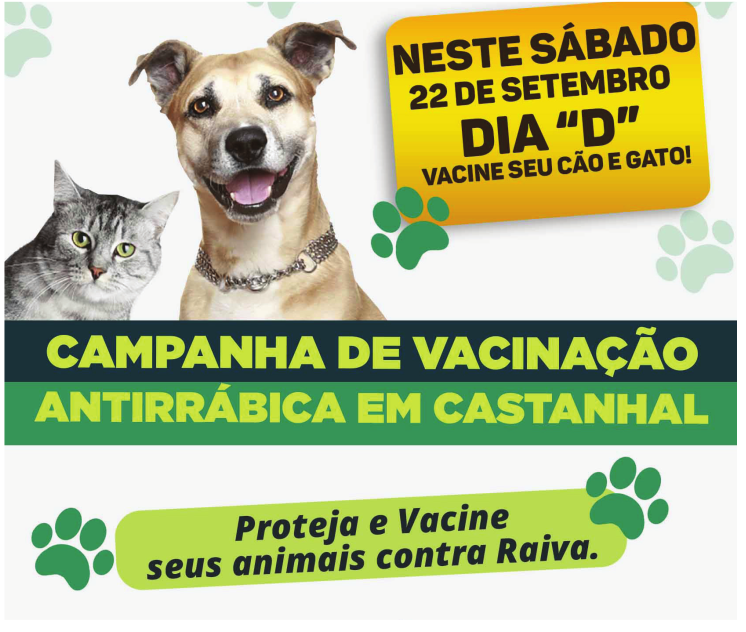 NESTE SÁBADO
22 DE SETEMBRO
DIA “D”
VACINE SEU CÃO E GATO!
CAMPANHA DE VACINAÇÃO
ANTIRRÁBICA EM CASTANHAL
Proteja e Vacine
seus animais contra Raiva.